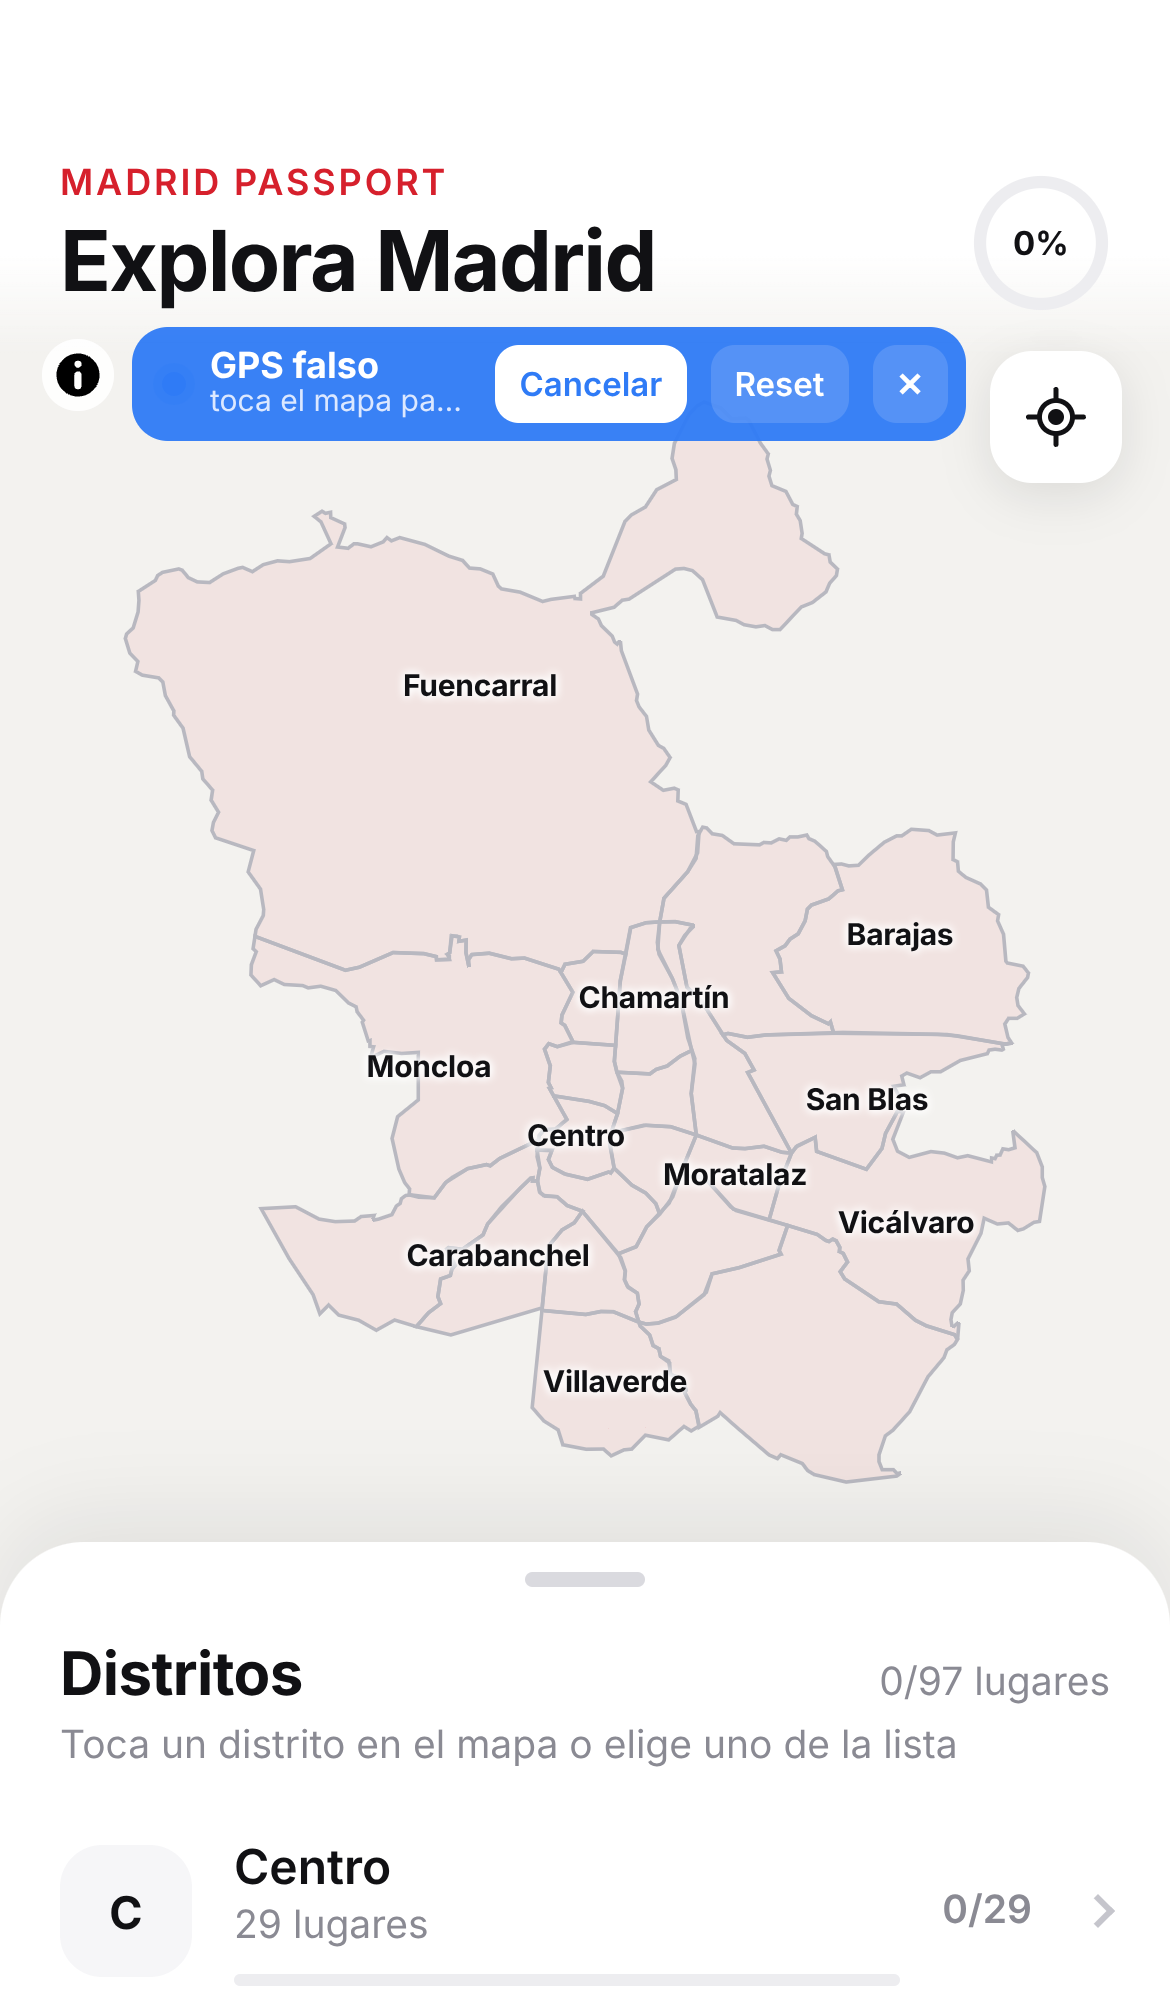 MADRID PASSPORT
Explora Madrid
0%
GPS falso
toca el mapa pa...
Cancelar
Reset
Fuencarral
Barajas
Chamartín
Moncloa
San Blas
Centro
Moratalaz
Vicálvaro
Carabanchel
Villaverde
Distritos
0/97 lugares
Toca un distrito en el mapa o elige uno de la lista
C
Centro
29 lugares
0/29